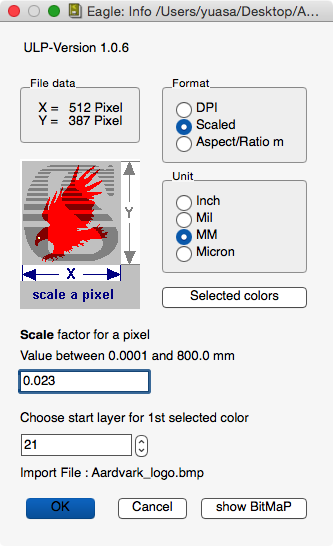 Eagle: Info /Users/yuasa/Desktop/A...
ULP-Version 1.0.6
File data
X = 512 Pixel
Y = 387 Pixel
Format
DPI
Scaled
Aspect/Ratio m
Unit
Inch
Mil
MM
Micron
Y
X
scale a pixel
Selected colors
Scale factor for a pixel
Value between 0.0001 and 800.0 mm
0.023
Choose start layer for 1st selected color
21
Import File : Aardvark_logo.bmp
OK
Cancel
show BitMaP